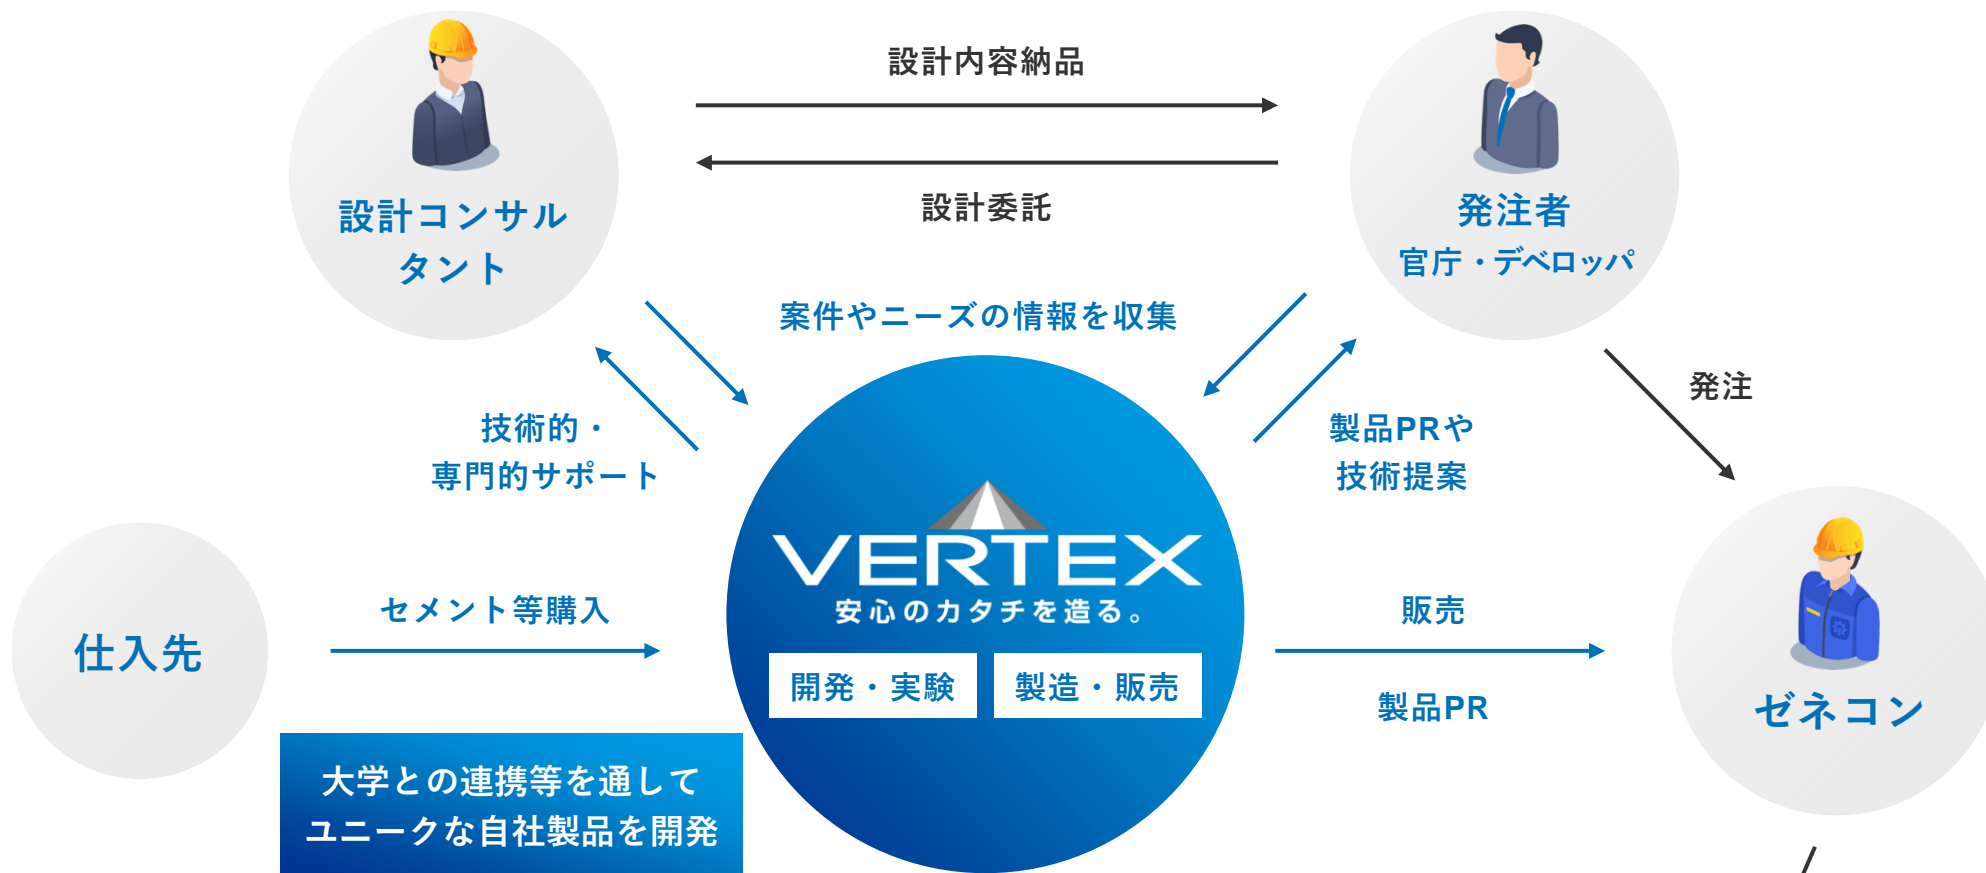 設計内容納品
設計委託
設計コンサル
タント
発注者
官庁・デベロッパ
案件やニーズの情報を収集
発注
技術的・
専門的サポート
製品PRや
技術提案
VERTEX
安心のカタチを造る。
開発・実験
製造・販売
仕入先
セメント等購入
販売
製品PR
ゼネコン
大学との連携等を通して
ユニークな自社製品を開発